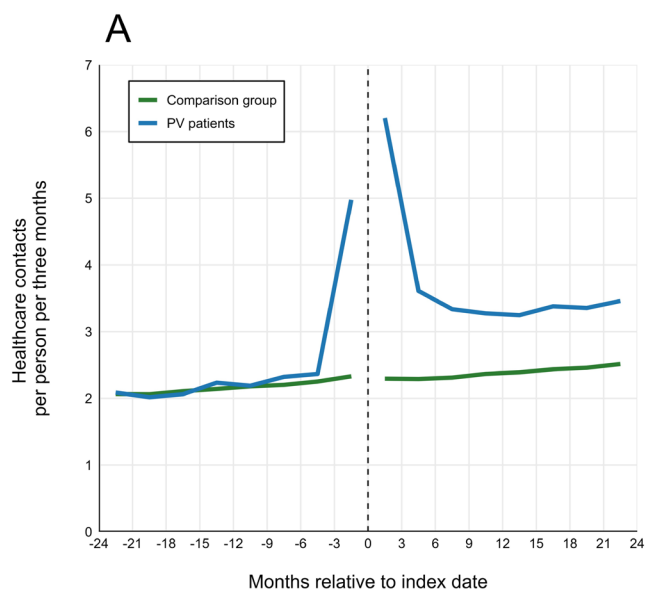 A
7
6
5
4
3
2
1
0
Comparison group
PV patients
Healthcare contacts
per person per three months
-24 -21 -18 -15 -12 -9 -6 -3 0 3 6 9 12 15 18 21 24
Months relative to index date